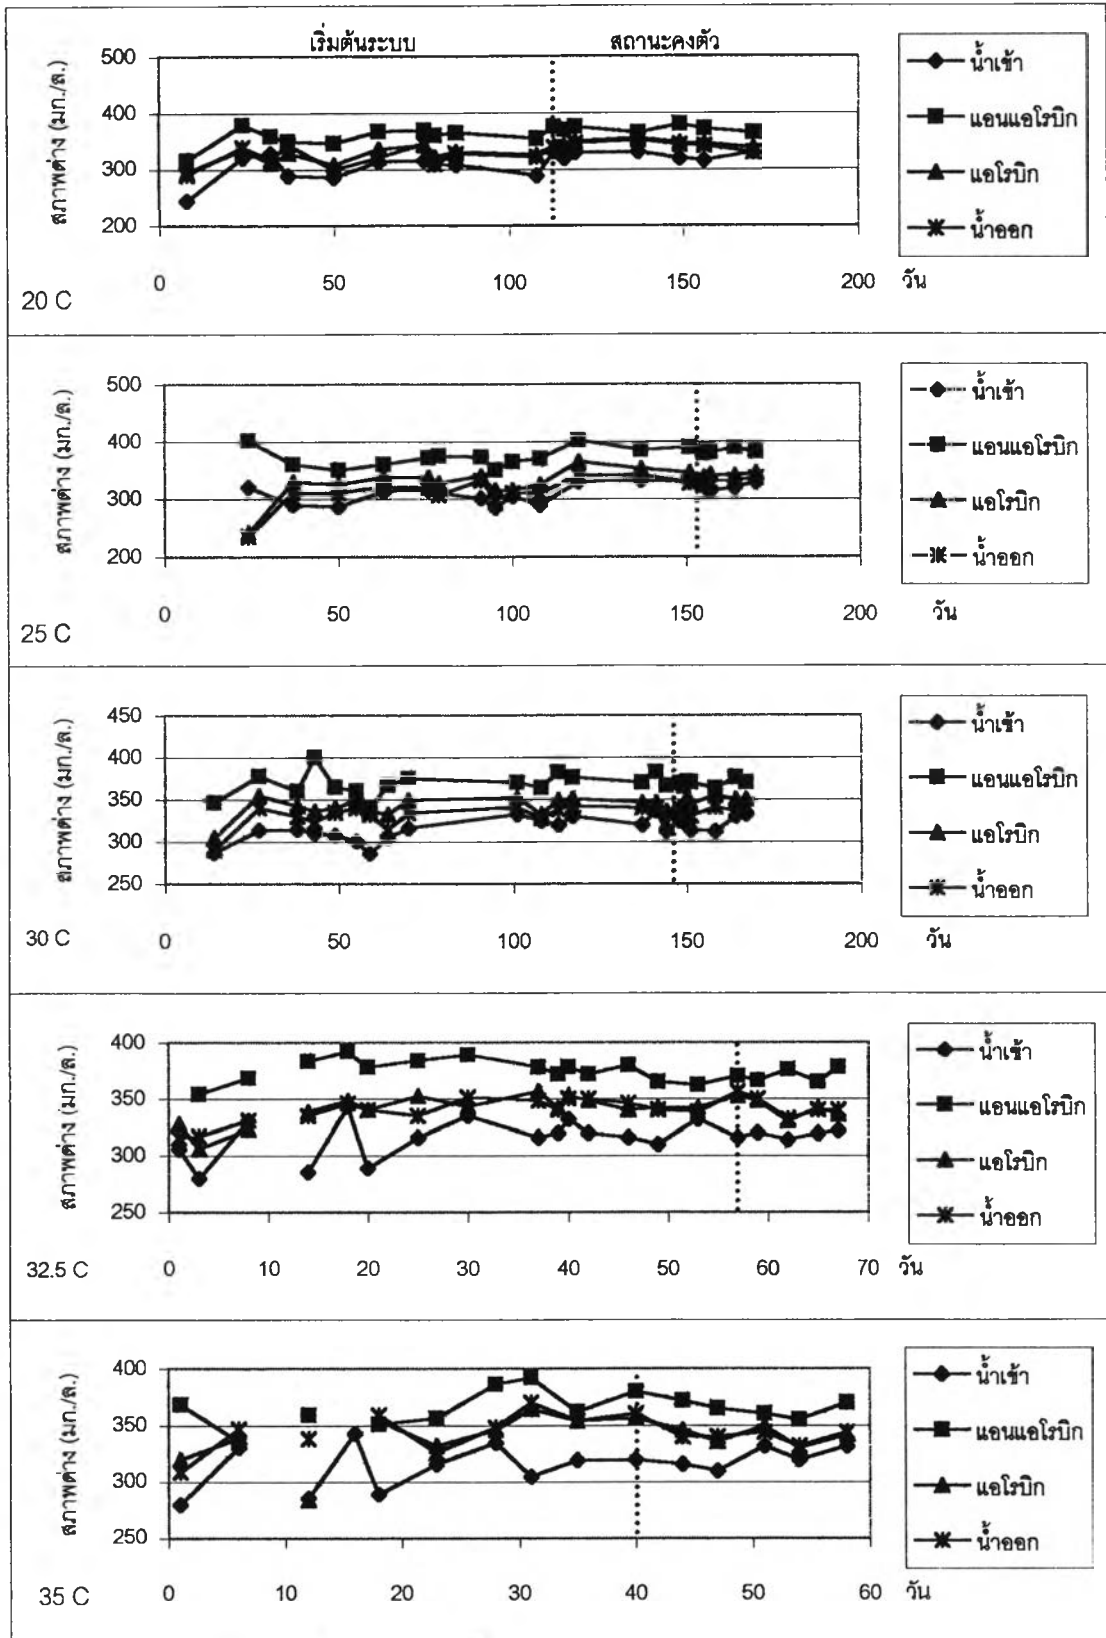 เริ่มต้นระบบ สถานะคงตัว
สภาพด่าง (มก./ล.)
500
400
300
200
0 50 100 150 200 วัน
20 C
น้ำเข้า
แอนแอโรบิก
แอโรบิก
น้ำออก
สภาพด่าง (มก./ล.)
500
400
300
200
0 50 100 150 200 วัน
25 C
น้ำเข้า
แอนแอโรบิก
แอโรบิก
น้ำออก
สภาพด่าง (มก./ล.)
450
400
350
300
250
0 50 100 150 200 วัน
30 C
น้ำเข้า
แอนแอโรบิก
แอโรบิก
น้ำออก
สภาพด่าง (มก./ล.)
400
350
300
250
0 10 20 30 40 50 60 70 วัน
32.5 C
น้ำเข้า
แอนแอโรบิก
แอโรบิก
น้ำออก
สภาพด่าง (มก./ล.)
400
350
300
250
0 10 20 30 40 50 60 วัน
35 C
น้ำเข้า
แอนแอโรบิก
แอโรบิก
น้ำออก